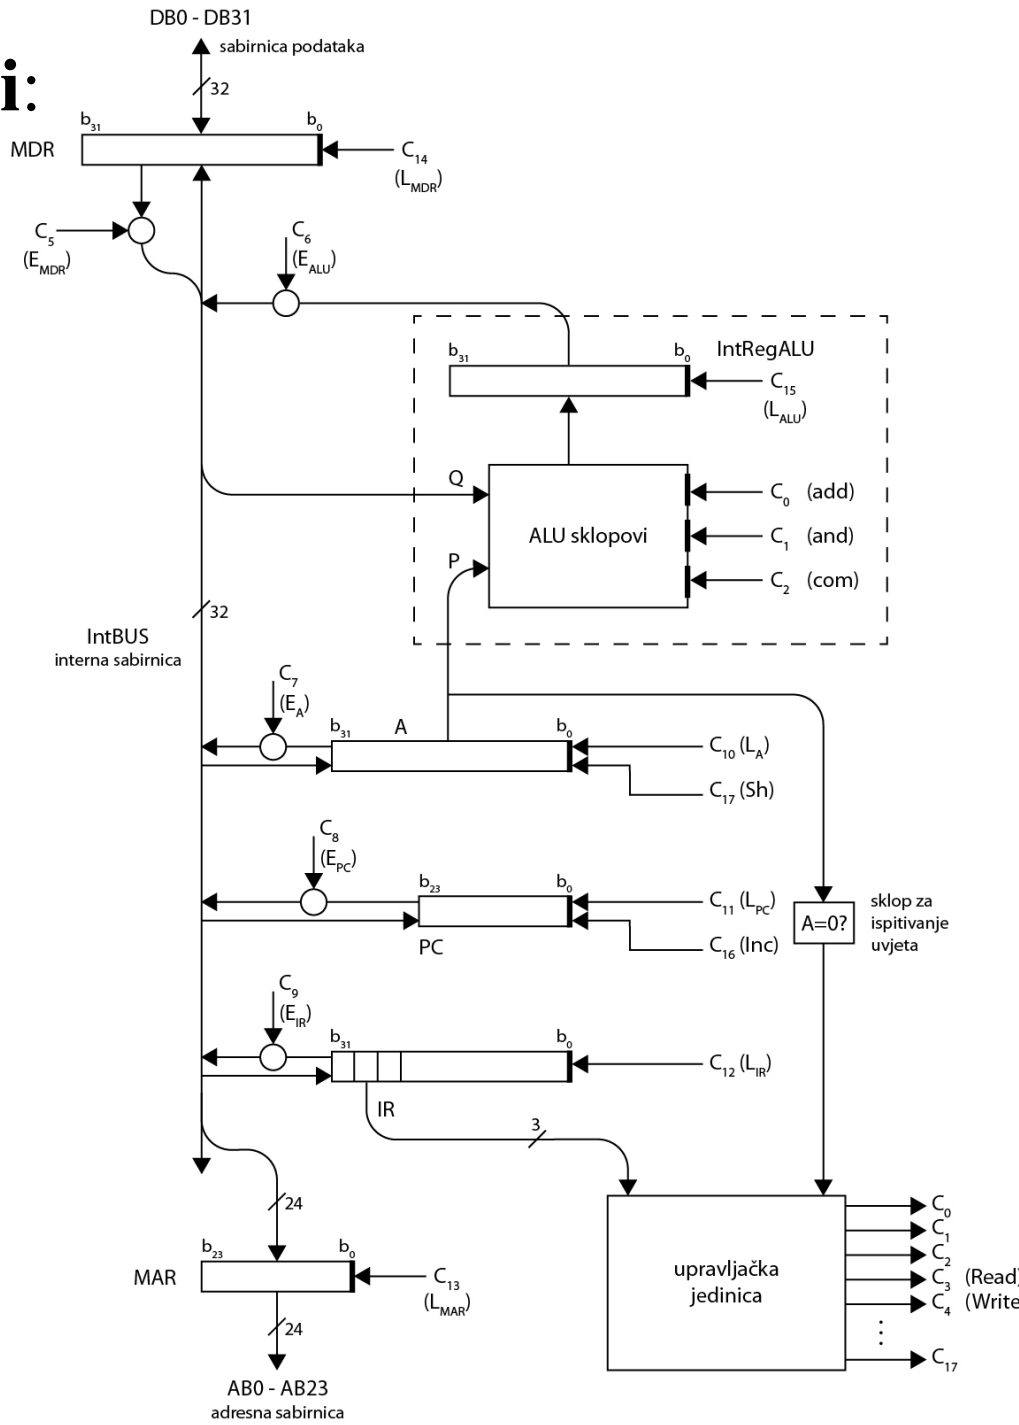 DB0 - DB31
sabirnica podataka
i:
32
b31 b0
MDR
C14
(LMDR)
C5
(EMDR)
C6
(EALU)
b31 b0 IntRegALU
C15
(LALU)
Q
C0 (add)
ALU sklopovi
C1 (and)
P
C2 (com)
32
IntBUS
interna sabirnica
C7
(EA)
b31 A b0
C10 (LA)
C17 (Sh)
C8
(EPC)
b23 b0
C11 (LPC)
PC
C16 (Inc)
A=0?
sklop za
ispitivanje
uvjeta
C9
(EIR)
b31 b0
C12 (LIR)
IR
3
24
b23 b0
MAR
C13
(LMAR)
24
AB0 - AB23
adresna sabirnica
upravljačka
jedinica
C0
C1
C2
C3 (Read)
C4 (Write
⋮
C17